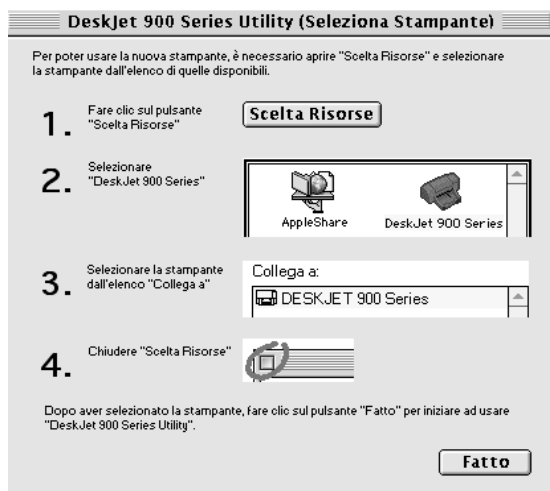 DeskJet 900 Series Utility (Seleziona Stampante)
Per poter usare la nuova stampante, è necessario aprire "Scelta Risorse" e selezionare
la stampante dall'elenco di quelle disponibili.
1. Fare clic sul pulsante
"Scelta Risorse"
Scelta Risorse
2. Selezionare
"DeskJet 900 Series"
AppleShare DeskJet 900 Series
3. Selezionare la stampante
dall'elenco "Collega a"
Collega a:
DESKJET 900 Series
4. Chiudere "Scelta Risorse"
Dopo aver selezionato la stampante, fare clic sul pulsante "Fatto" per iniziare ad usare
"DeskJet 900 Series Utility".
Fatto